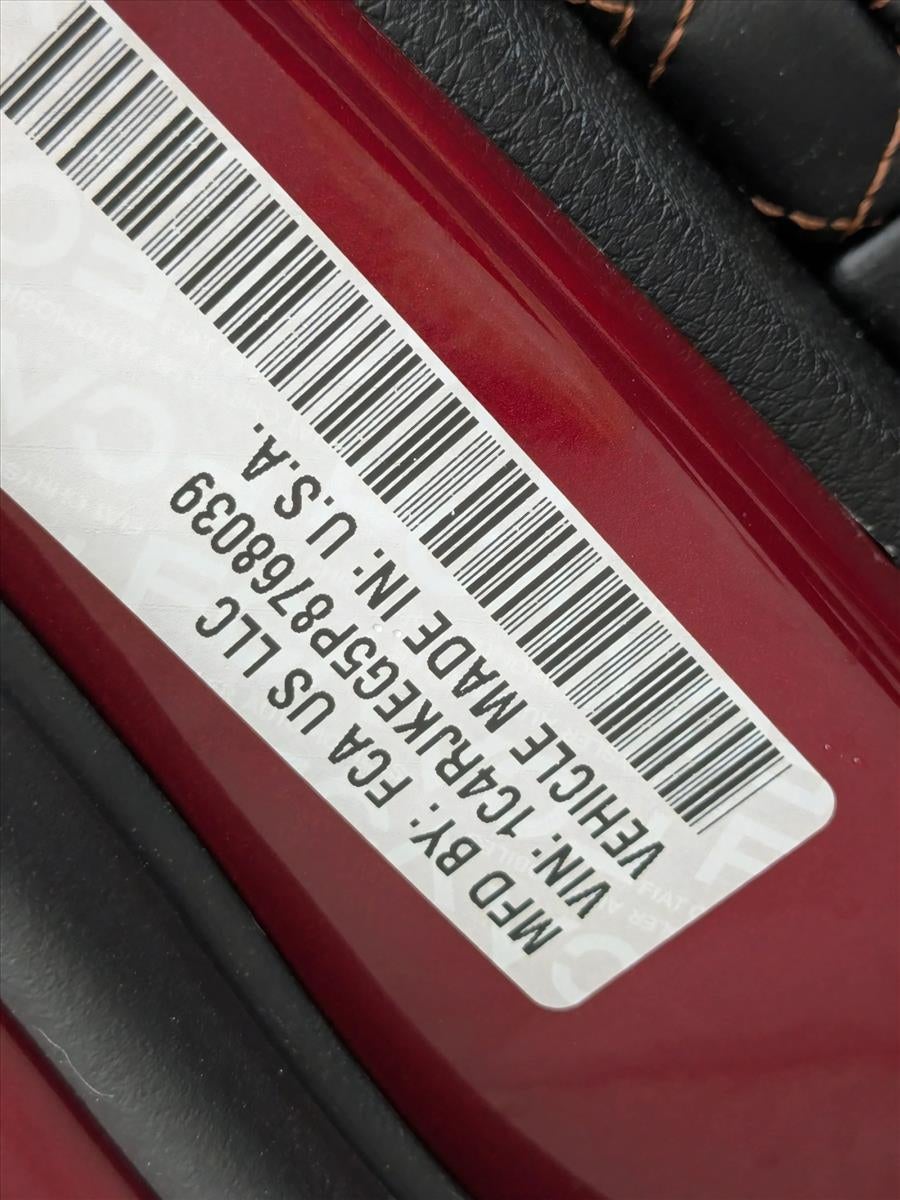 MFD BY: FCA US LLC
VIN: 1C4RJKEG5P8768039
VEHICLE MADE IN: U.S.A.